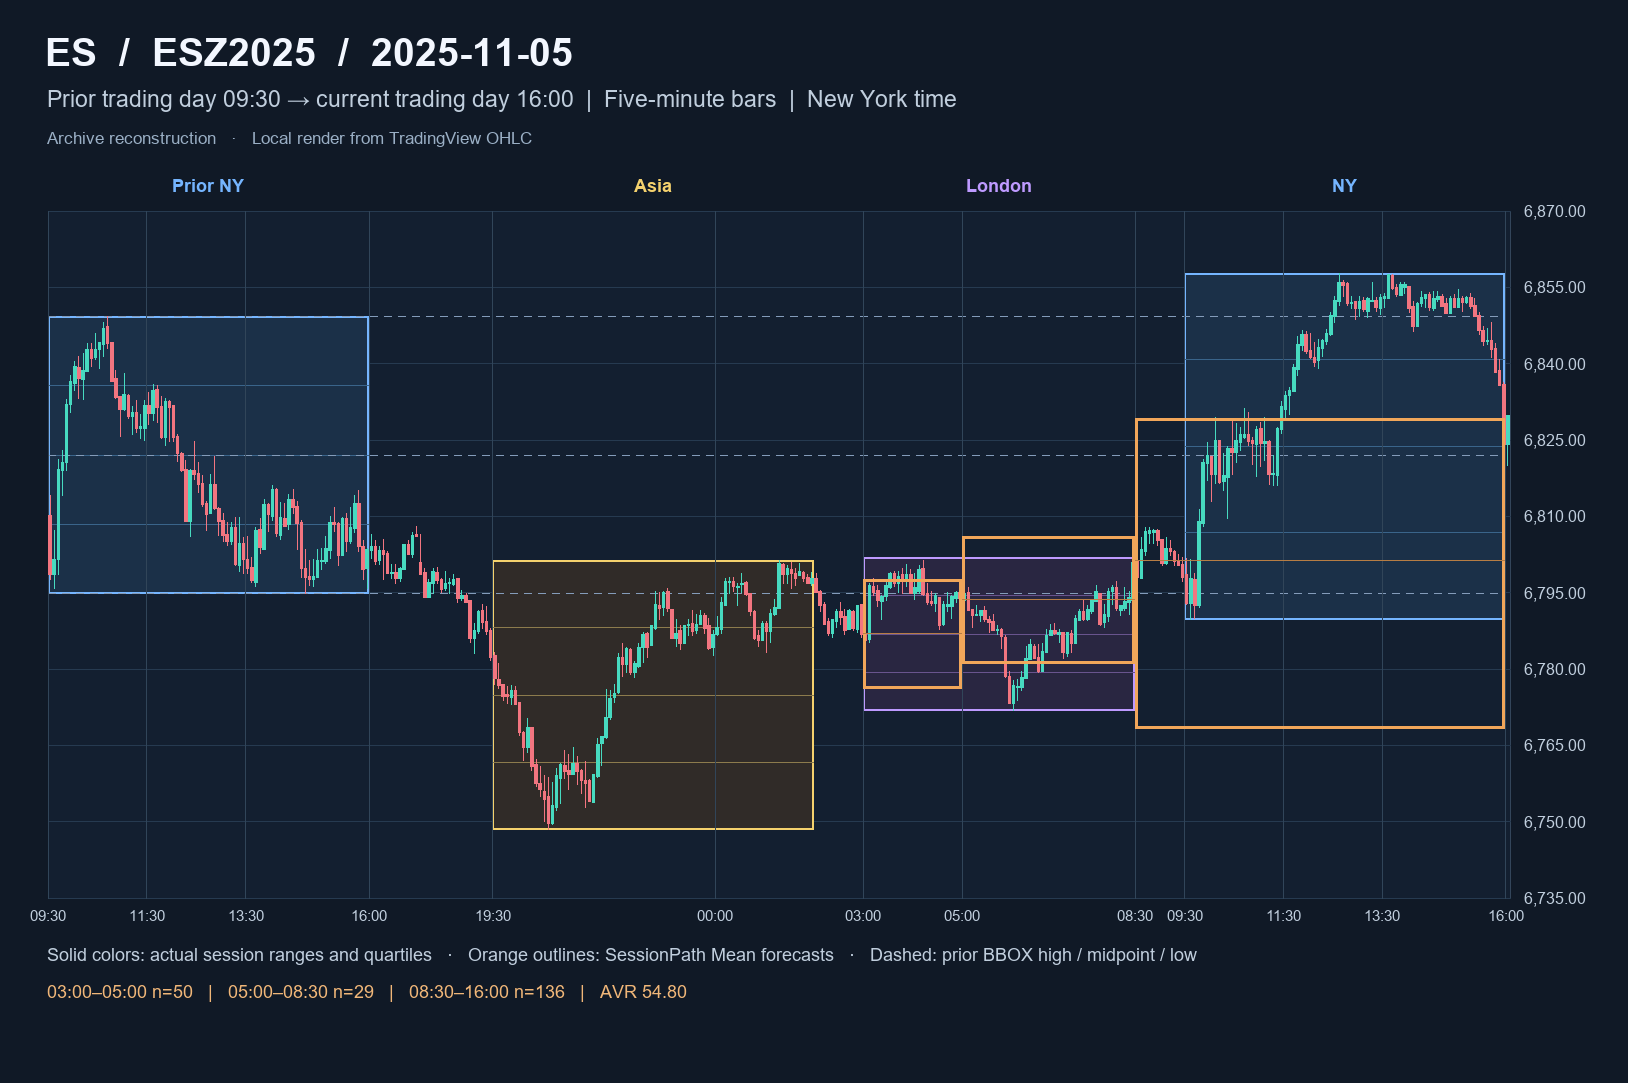 ES / ESZ2025 / 2025-11-05
Prior trading day 09:30 → current trading day 16:00 | Five-minute bars | New York time
Archive reconstruction · Local render from TradingView OHLC
Prior NY Asia London NY
6,870.00
6,855.00
6,840.00
6,825.00
6,810.00
6,795.00
6,780.00
6,765.00
6,750.00
6,735.00
09:30 11:30 13:30 16:00 19:30 00:00 03:00 05:00 08:30 09:30 11:30 13:30 16:00
Solid colors: actual session ranges and quartiles · Orange outlines: SessionPath Mean forecasts · Dashed: prior BBOX high / midpoint / low
03:00–05:00 n=50 | 05:00–08:30 n=29 | 08:30–16:00 n=136 | AVR 54.80